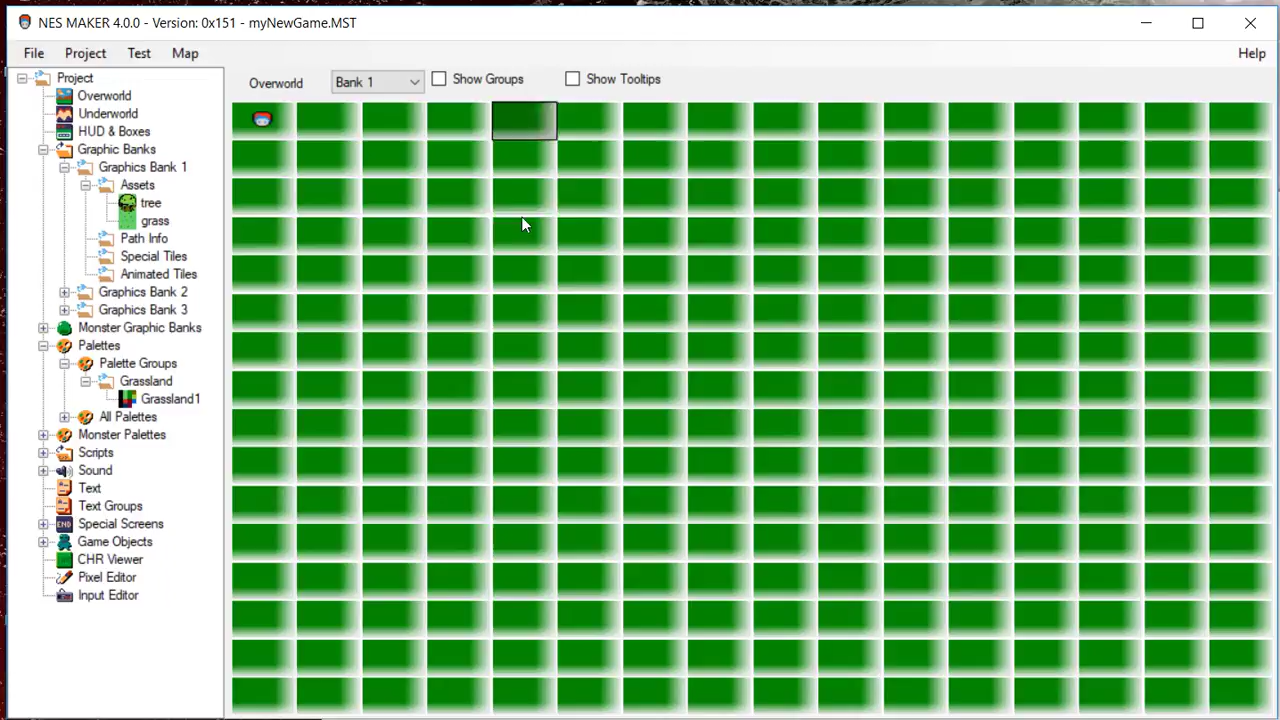 NES MAKER 4.0.0 - Version: 0x151 - myNewGame.MST
File Project Test Map Help
Overworld Bank 1 Show Groups Show Tooltips
Project
Overworld
Underworld
HUD & Boxes
Graphic Banks
Graphics Bank 1
Assets
tree
grass
Path Info
Special Tiles
Animated Tiles
Graphics Bank 2
Graphics Bank 3
Monster Graphic Banks
Palettes
Palette Groups
Grassland
Grassland1
All Palettes
Monster Palettes
Scripts
Sound
Text
Text Groups
Special Screens
Game Objects
CHR Viewer
Pixel Editor
Input Editor